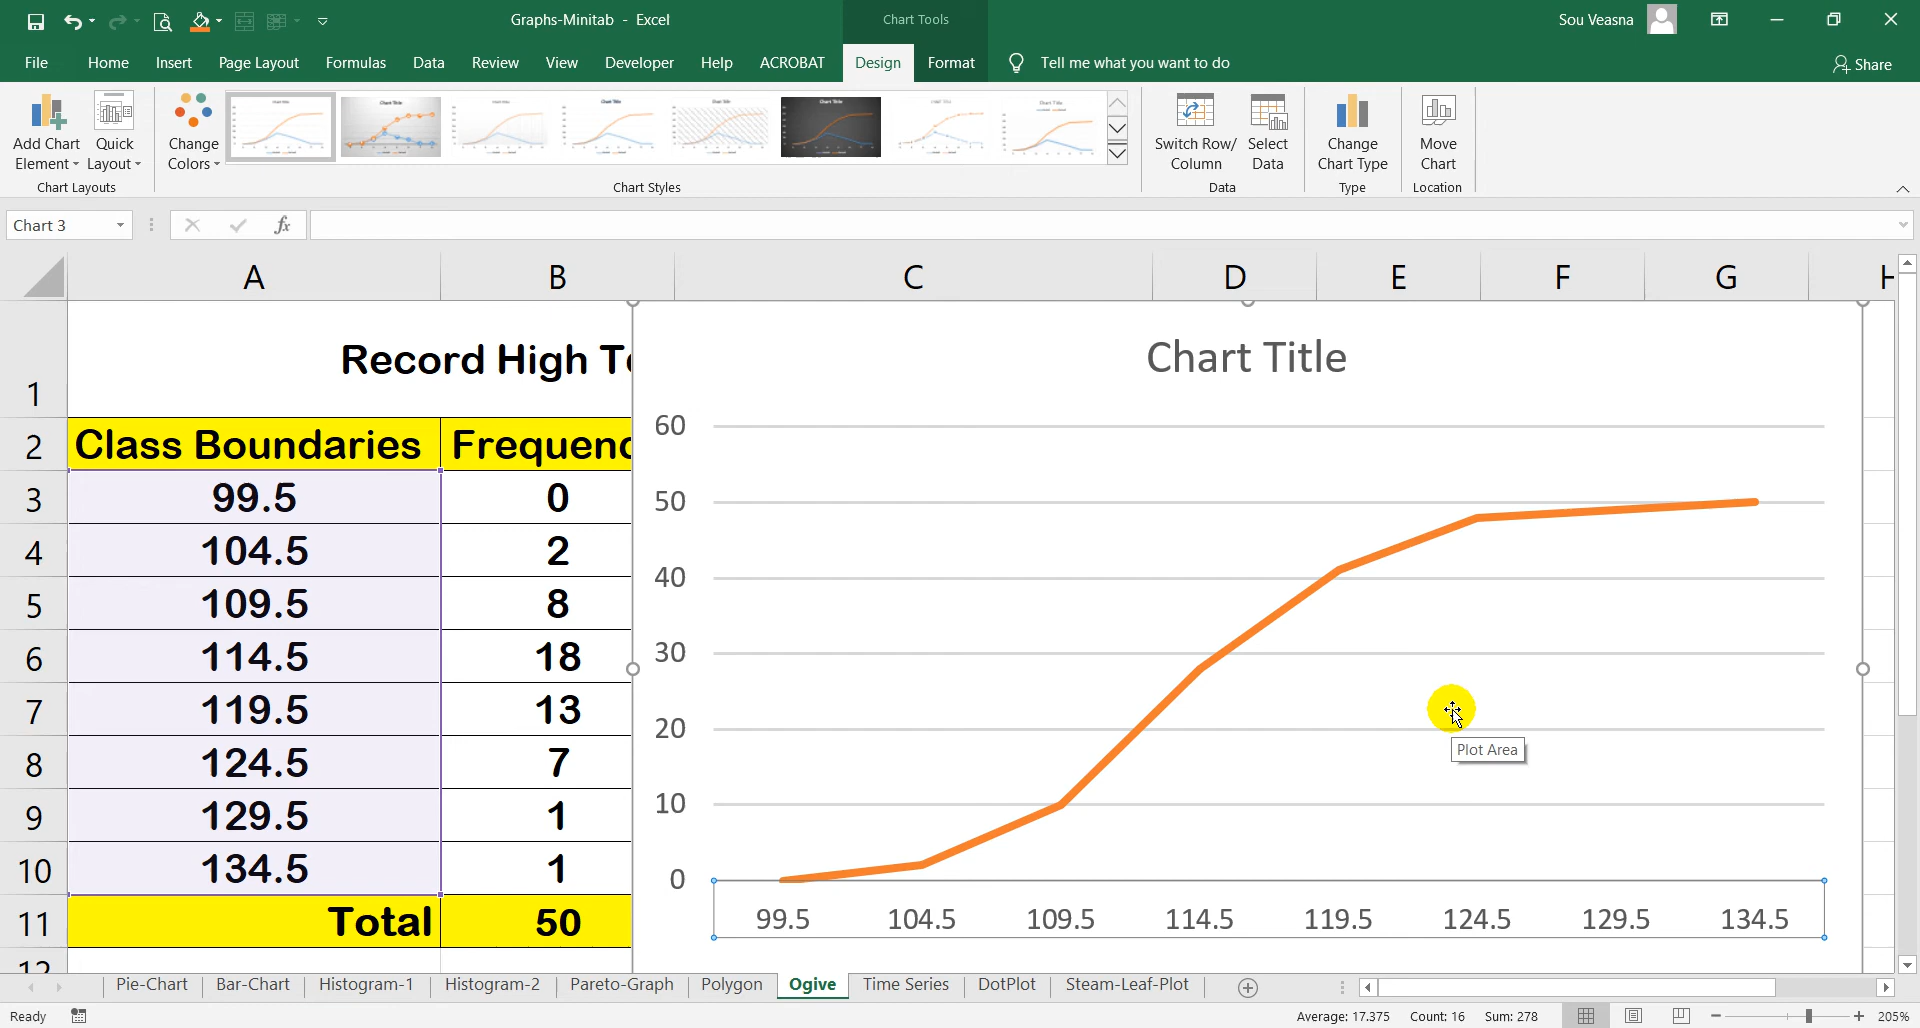 Graphs-Minitab - Excel
Chart Tools
Sou Veasna
File Home Insert Page Layout Formulas Data Review View Developer Help ACROBAT Design Format Tell me what you want to do Share
Add Chart Element
Quick Layout
Change Colors
Switch Row/ Column
Select Data
Change Chart Type
Move Chart
Chart Layouts
Chart Styles
Data
Type
Location
Chart 3
fx
A B C D E F G H
1 Record High Te
2 Class Boundaries Frequenc
3 99.5 0
4 104.5 2
5 109.5 8
6 114.5 18
7 119.5 13
8 124.5 7
9 129.5 1
10 134.5 1
11 Total 50
12
Chart Title
60
50
40
30
20
10
0
Plot Area
99.5 104.5 109.5 114.5 119.5 124.5 129.5 134.5
Pie-Chart Bar-Chart Histogram-1 Histogram-2 Pareto-Graph Polygon Ogive Time Series DotPlot Steam-Leaf-Plot
Ready
Average: 17.375 Count: 16 Sum: 278
205%